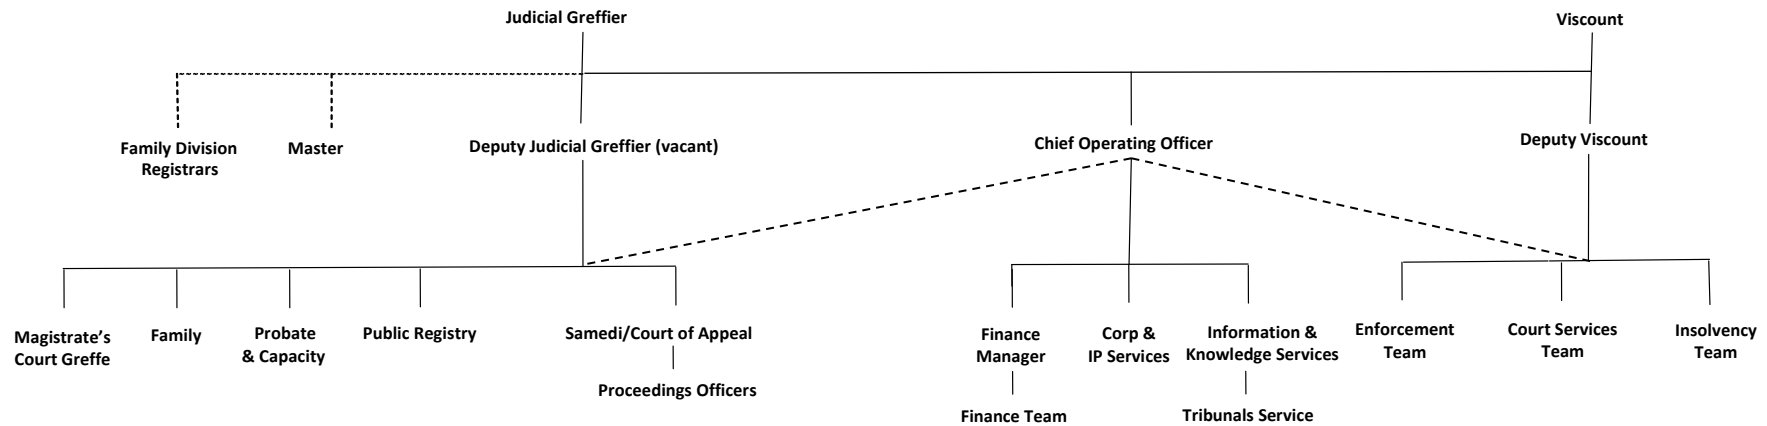 Judicial Greffier
Viscount
Family Division
Registrars
Master
Deputy Judicial Greffier (vacant)
Chief Operating Officer
Deputy Viscount
Magistrate’s
Court Greffe
Family
Probate
& Capacity
Public Registry
Samedi/Court of Appeal
Proceedings Officers
Finance
Manager
Finance Team
Corp &
IP Services
Information &
Knowledge Services
Tribunals Service
Enforcement
Team
Court Services
Team
Insolvency
Team